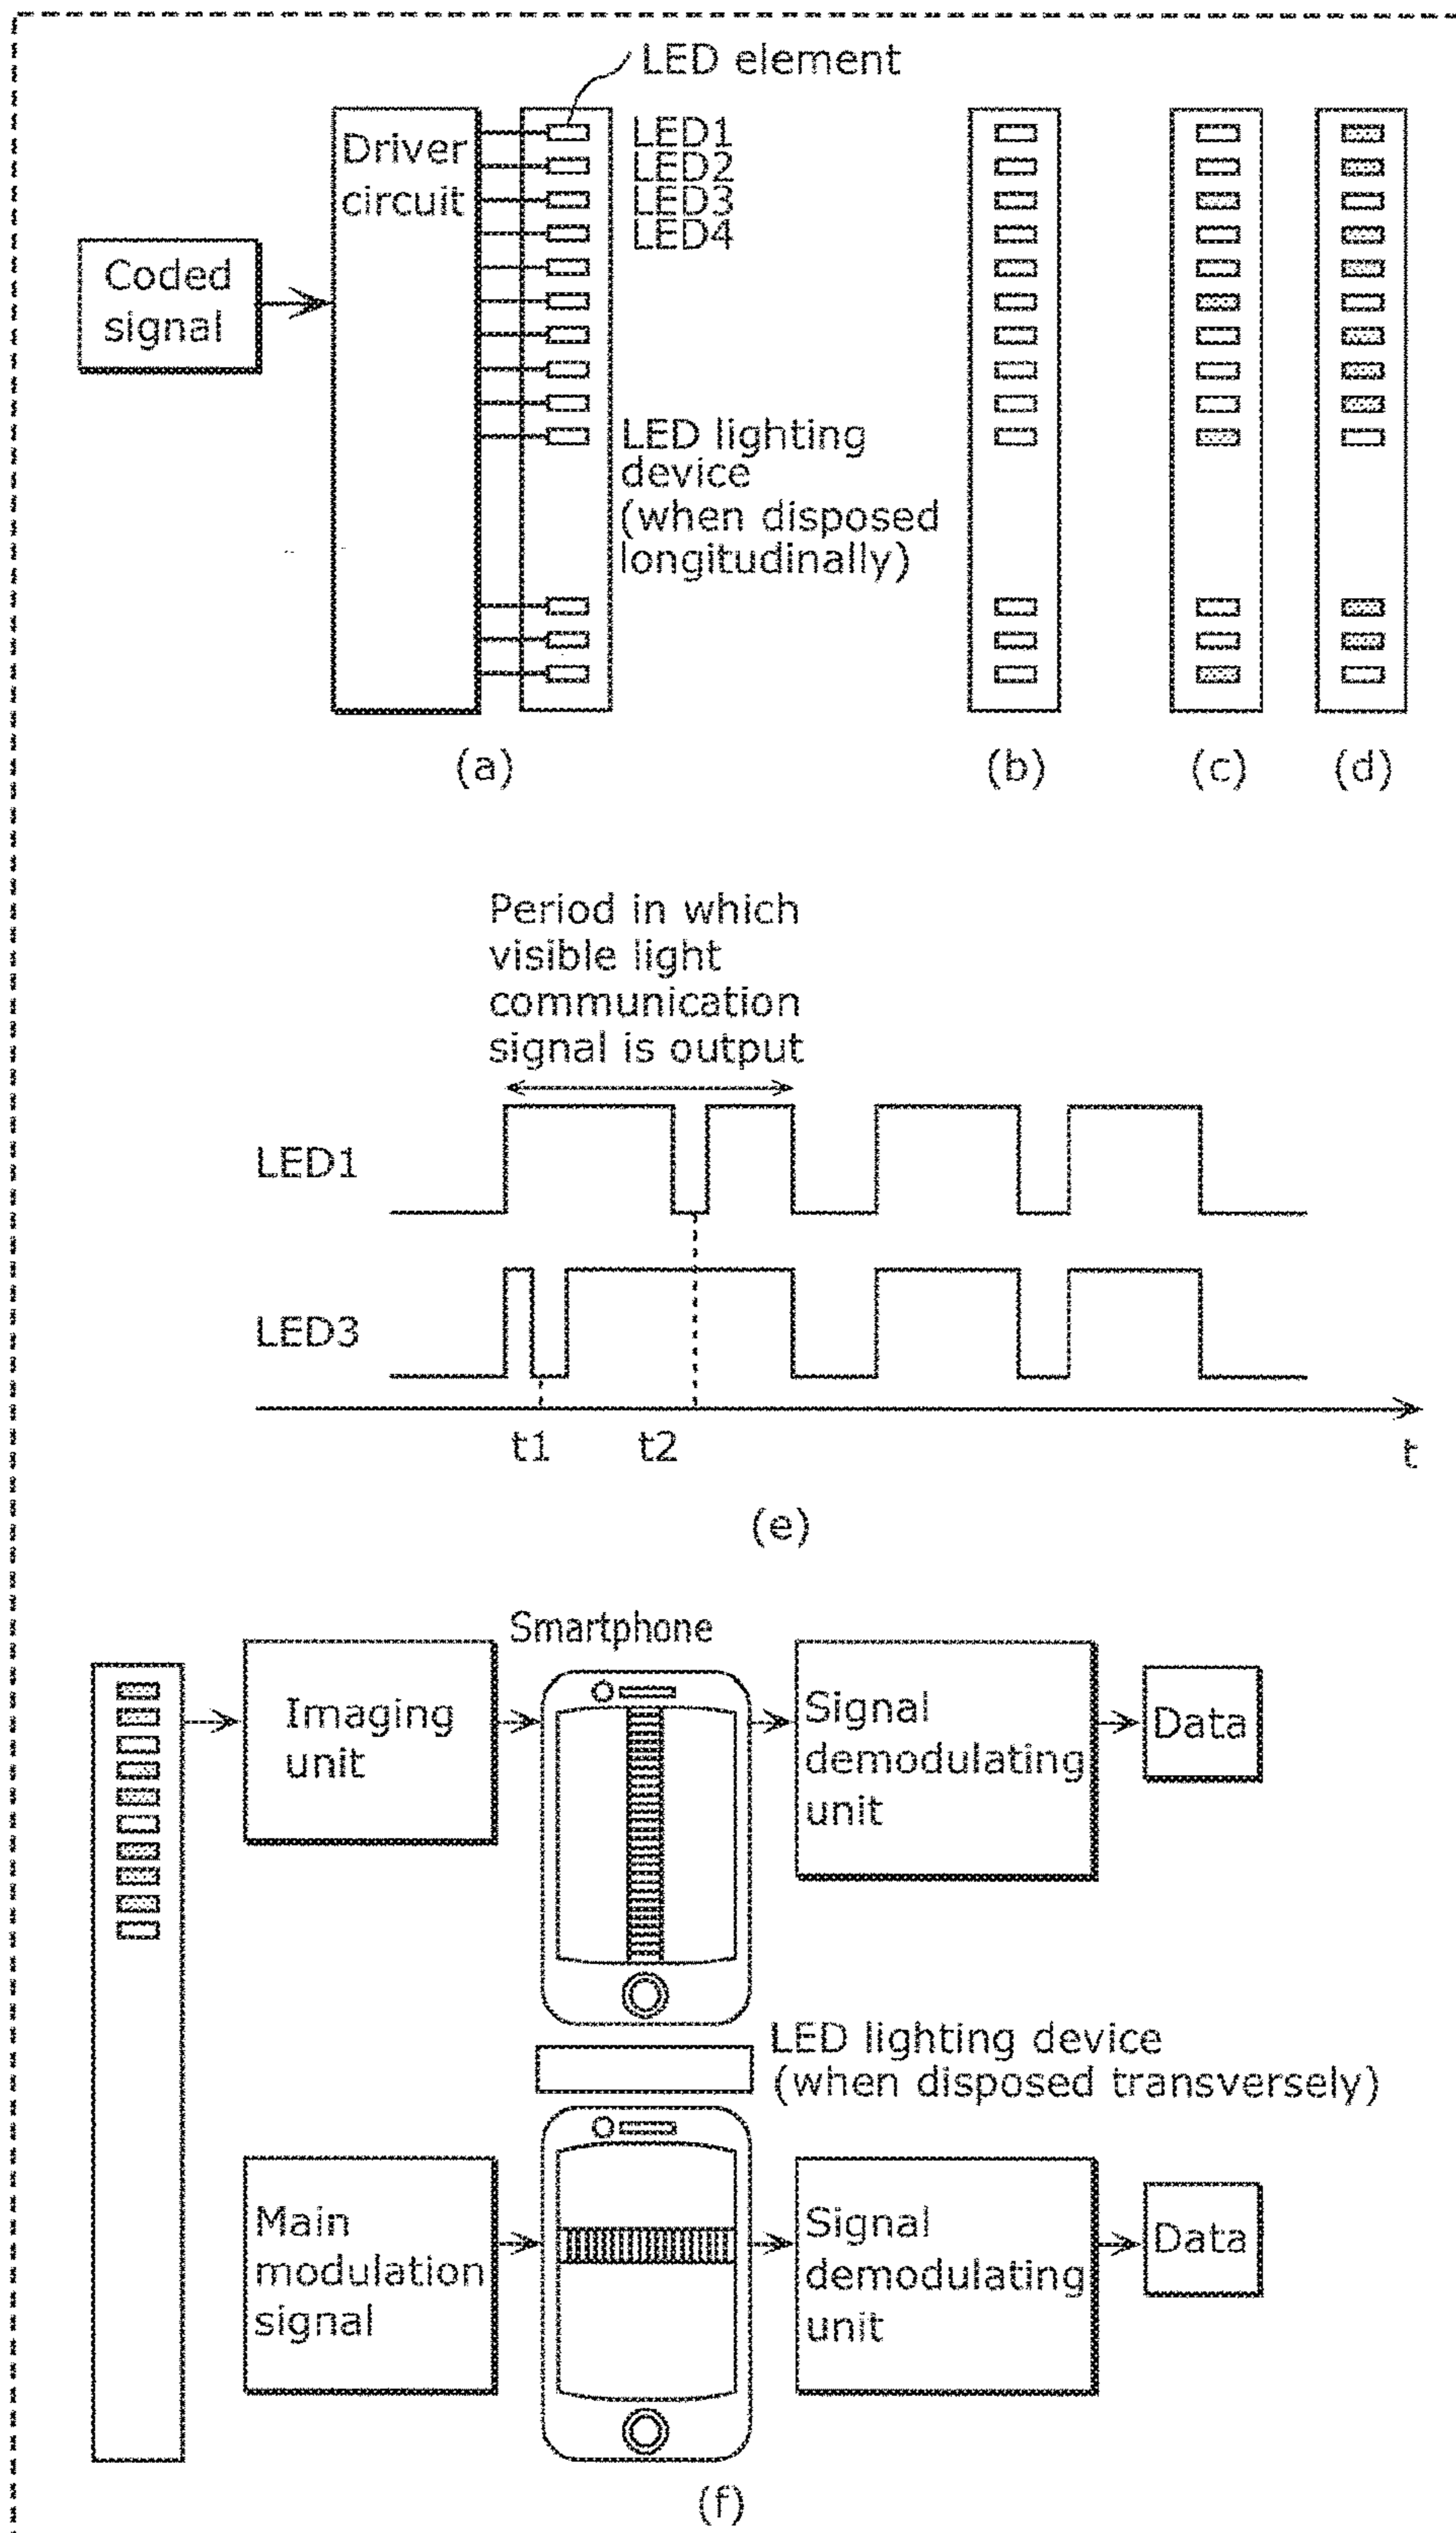 LED element
Driver
circuit
LED1
LED2
LED3
LED4
Coded
signal
LED lighting
device
(when disposed
longitudinally)
(a)
(b)
(c)
(d)
Period in which
visible light
communication
signal is output
LED1
LED3
t1
t2
t
(e)
Smartphone
Imaging
unit
Signal
demodulating
unit
Data
LED lighting device
(when disposed transversely)
Main
modulation
signal
Signal
demodulating
unit
Data
(f)